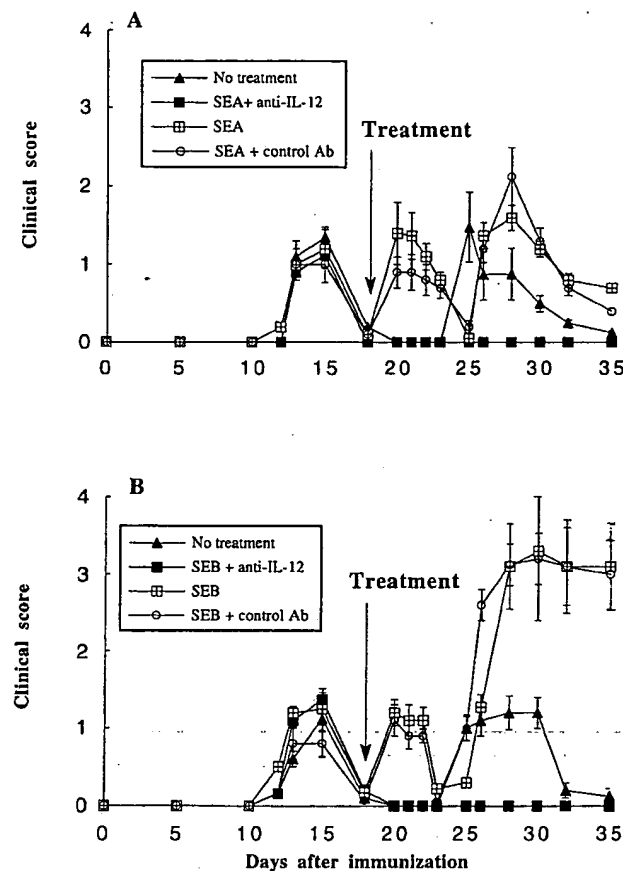 A
4
3
2
1
0
Clinical score
No treatment
SEA+ anti-IL-12
SEA
SEA + control Ab
Treatment
0 5 10 15 20 25 30 35
B
4
3
2
1
0
Clinical score
No treatment
SEB + anti-IL-12
SEB
SEB + control Ab
Treatment
0 5 10 15 20 25 30 35
Days after immunization